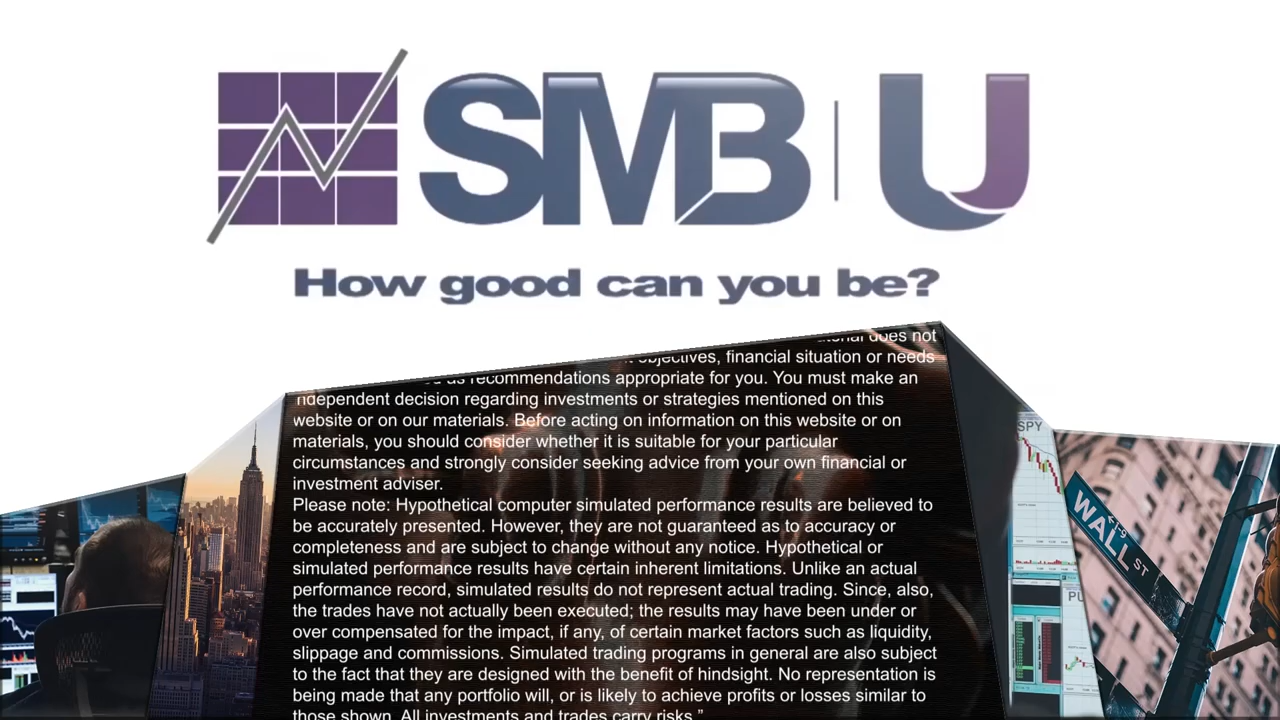 SMB | U
How good can you be?
does not
objectives, financial situation or needs
as recommendations appropriate for you. You must make an
independent decision regarding investments or strategies mentioned on this
website or on our materials. Before acting on information on this website or on
materials, you should consider whether it is suitable for your particular
circumstances and strongly consider seeking advice from your own financial or
investment adviser.
Please note: Hypothetical computer simulated performance results are believed to
be accurately presented. However, they are not guaranteed as to accuracy or
completeness and are subject to change without any notice. Hypothetical or
simulated performance results have certain inherent limitations. Unlike an actual
performance record, simulated results do not represent actual trading. Since, also,
the trades have not actually been executed; the results may have been under or
over compensated for the impact, if any, of certain market factors such as liquidity,
slippage and commissions. Simulated trading programs in general are also subject
to the fact that they are designed with the benefit of hindsight. No representation is
being made that any portfolio will, or is likely to achieve profits or losses similar to
those shown. All investments and trades carry risks.”
SPY
WALL ST